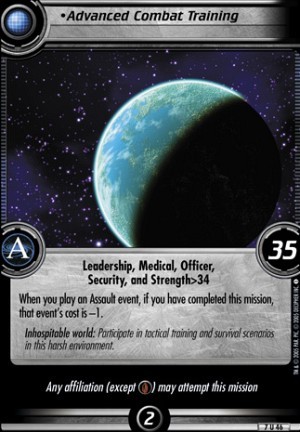 •Advanced Combat Training
A
35
Leadership, Medical, Officer,
Security, and Strength>34
When you play an Assault event, if you have completed this mission,
that event's cost is –1.
Inhospitable world: Participate in tactical training and survival scenarios
in this harsh environment.
Any affiliation (except ) may attempt this mission
2
7 U 46